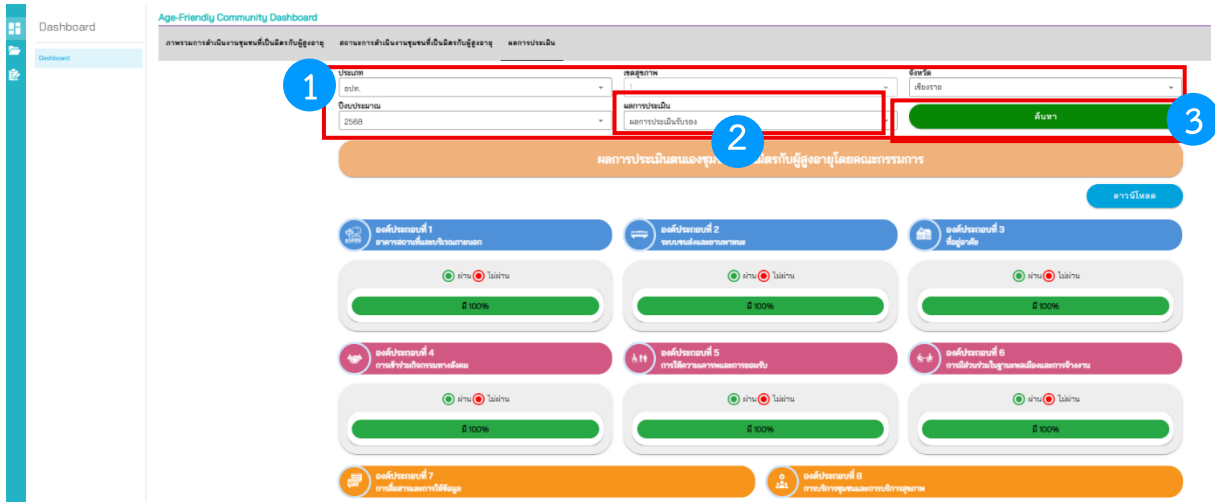 Dashboard
Dashboard
Age-Friendly Community Dashboard
ภาพรวมการดำเนินงานชุมชนที่เป็นมิตรกับผู้สูงอายุ สถานะการดำเนินงานชุมชนที่เป็นมิตรกับผู้สูงอายุ ผลการประเมิน
ประเภท เขตสุขภาพ จังหวัด
อปท. 1 เชียงราย
1
ปีงบประมาณ ผลการประเมิน
2568 ผลการประเมินรับรอง ค้นหา
2
3
ผลการประเมินตนเองชุม มิตรกับผู้สูงอายุโดยคณะกรรมการ
ดาวน์โหลด
องค์ประกอบที่ 1 องค์ประกอบที่ 2 องค์ประกอบที่ 3
อาคารสถานที่และบริเวณภายนอก ระบบขนส่งและยานพาหนะ ที่อยู่อาศัย
ผ่าน ไม่ผ่าน ผ่าน ไม่ผ่าน ผ่าน ไม่ผ่าน
มี 100% มี 100% มี 100%
องค์ประกอบที่ 4 องค์ประกอบที่ 5 องค์ประกอบที่ 6
การเข้าร่วมกิจกรรมทางสังคม การให้ความเคารพและการยอมรับ การมีส่วนร่วมในฐานะพลเมืองและการจ้างงาน
ผ่าน ไม่ผ่าน ผ่าน ไม่ผ่าน ผ่าน ไม่ผ่าน
มี 100% มี 100% มี 100%
องค์ประกอบที่ 7 องค์ประกอบที่ 8
การสื่อสารและการให้ข้อมูล การบริการชุมชนและการบริการสุขภาพ